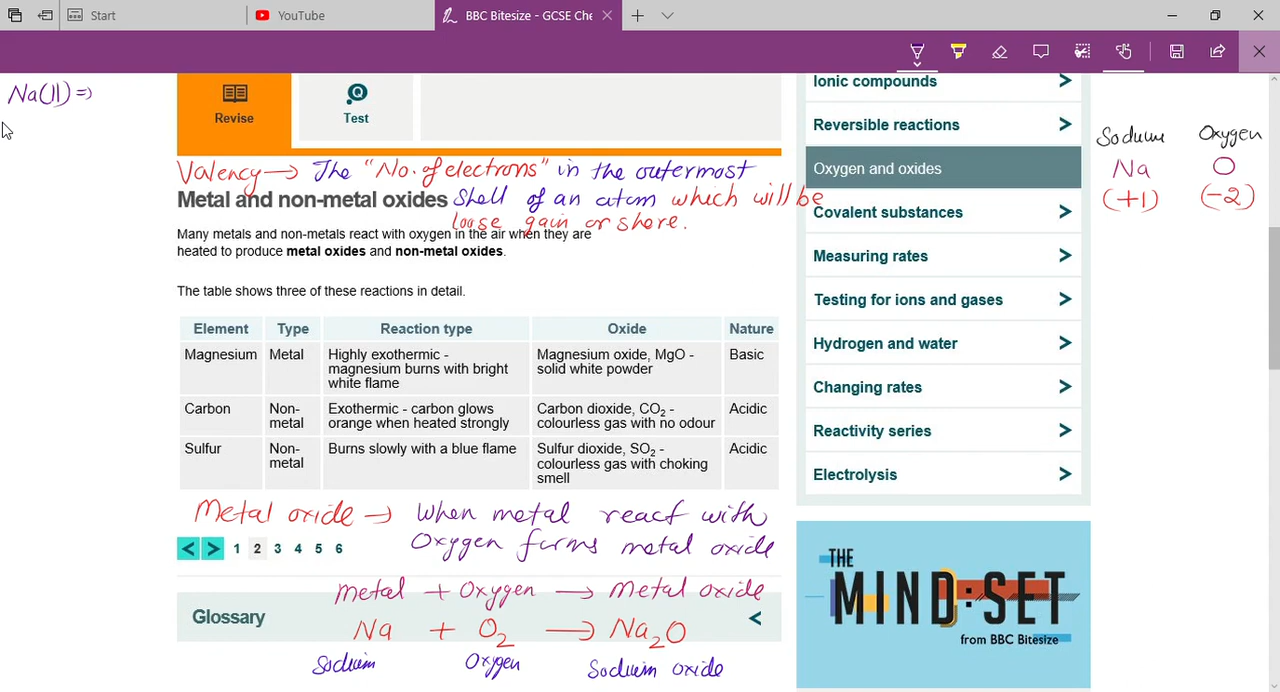 Start
YouTube
BBC Bitesize - GCSE Che
Na(11) =>
Revise
Test
Valency → The "No. of electrons" in the outermost
Shell of an atom which will be
loose gain or share.
Metal and non-metal oxides
Many metals and non-metals react with oxygen in the air when they are
heated to produce metal oxides and non-metal oxides.
The table shows three of these reactions in detail.
Element Type Reaction type Oxide Nature
Magnesium Metal Highly exothermic - magnesium burns with bright white flame Magnesium oxide, MgO - solid white powder Basic
Carbon Non-metal Exothermic - carbon glows orange when heated strongly Carbon dioxide, CO₂ - colourless gas with no odour Acidic
Sulfur Non-metal Burns slowly with a blue flame Sulfur dioxide, SO₂ - colourless gas with choking smell Acidic
Metal oxide → When metal react with
Oxygen forms metal oxide
< > 1 2 3 4 5 6
Metal + Oxygen → Metal oxide
Glossary <
Na + O₂ → Na₂O
Sodium Oxygen Sodium oxide
Ionic compounds >
Reversible reactions >
Oxygen and oxides
Covalent substances >
Measuring rates >
Testing for ions and gases >
Hydrogen and water >
Changing rates >
Reactivity series >
Electrolysis >
THE
MIND:SET
from BBC Bitesize
Sodium Oxygen
Na O
(+1) (-2)